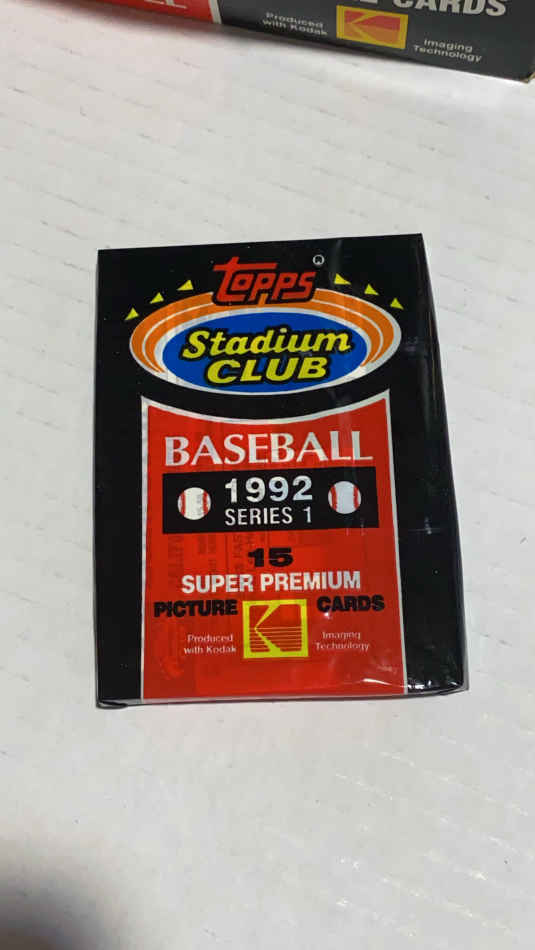 CARDS
Produced
with Kodak
Imaging
Technology
TOPPS
®
Stadium
CLUB
BASEBALL
1992
SERIES 1
15
SUPER PREMIUM
PICTURE CARDS
Produced
with Kodak
Imaging
Technology